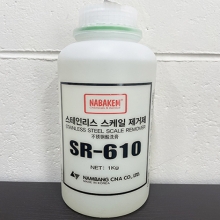 NABAKEM
스테인리스 스케일 제거제
STAINLESS STEEL SCALE REMOVER
SR-610
NET: 1Kg
NAMBANG CNA CO., LTD.